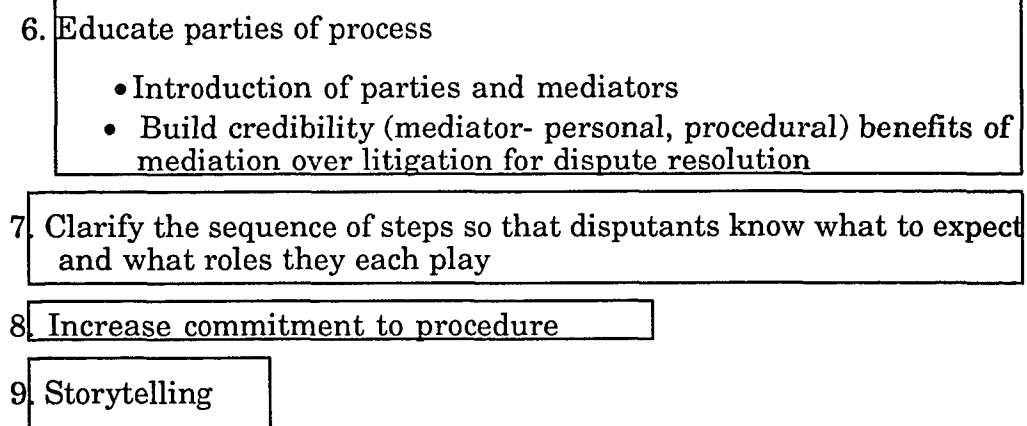 6. Educate parties of process
• Introduction of parties and mediators
• Build credibility (mediator- personal, procedural) benefits of
mediation over litigation for dispute resolution
7. Clarify the sequence of steps so that disputants know what to expect
and what roles they each play
8. Increase commitment to procedure
9. Storytelling